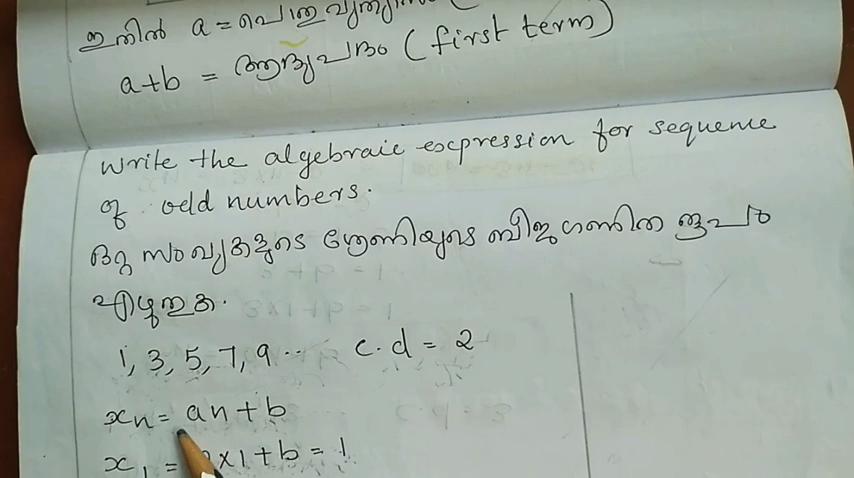 ഇതിൽ a = പൊതുവ്യത്യാസം (
a+b = ആദ്യപദം (first term)
Write the algebraic expression for sequence
of odd numbers.
ഒറ്റ സംഖ്യകളുടെ ശ്രേണിയുടെ ബീജഗണിത രൂപം
എഴുതുക.
1, 3, 5, 7, 9 ... c.d = 2
xₙ = an + b
x₁ = ×1 + b = 1